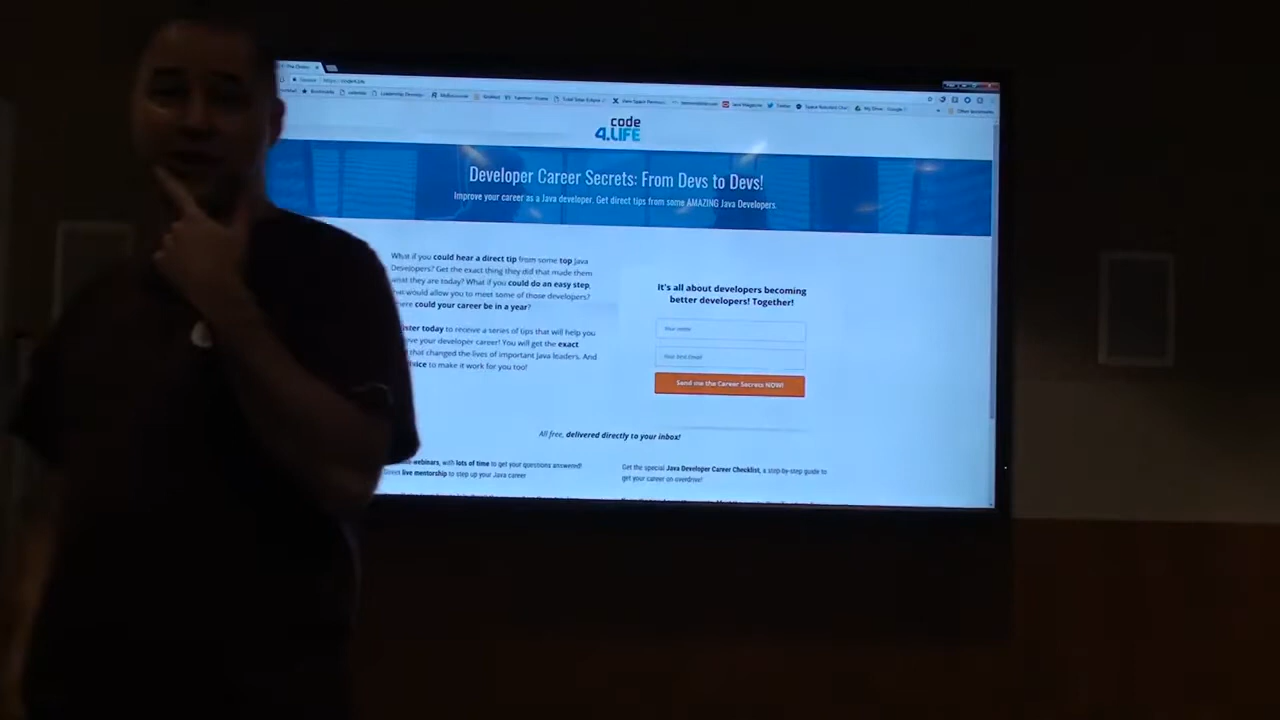 Bookmarks
Other bookmarks
code
4.LIFE
Developer Career Secrets: From Devs to Devs!
Improve your career as a Java developer. Get direct tips from some AMAZING Java Developers.
What if you could hear a direct tip from some top Java
Developers? Get the exact thing they did that made them
what they are today? What if you could do an easy step,
would allow you to meet some of those developers?
could your career be in a year?
today to receive a series of tips that will help you
your developer career! You will get the exact
that changed the lives of important Java leaders. And
to make it work for you too!
It's all about developers becoming
better developers! Together!
Your name
Your best Email
Send me the Career Secrets NOW!
All free, delivered directly to your inbox!
webinars, with lots of time to get your questions answered!
live mentorship to step up your Java career
Get the special Java Developer Career Checklist, a step-by-step guide to
get your career on overdrive!